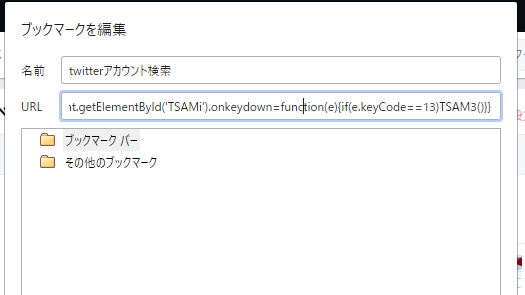 ブックマークを編集
名前 twitterアカウント検索
URL nt.getElementById('TSAMi').onkeydown=function(e){if(e.keyCode==13)TSAM3()}}
ブックマーク バー
その他のブックマーク